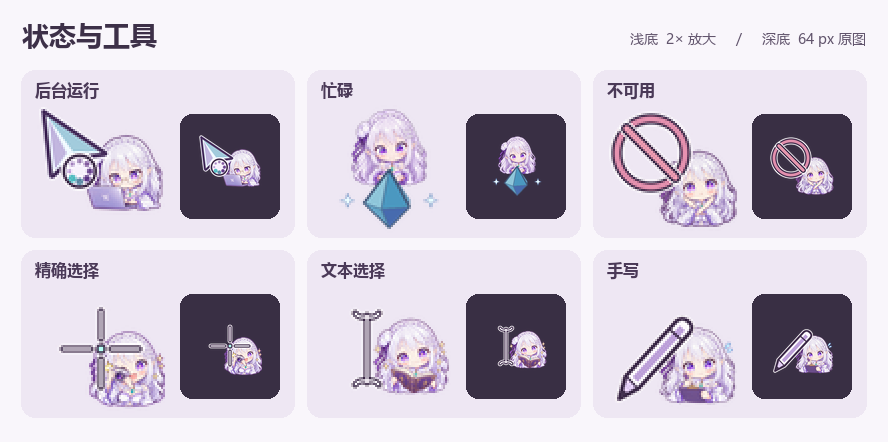 状态与工具
浅底 2× 放大 / 深底 64 px 原图
后台运行
忙碌
不可用
精确选择
文本选择
手写